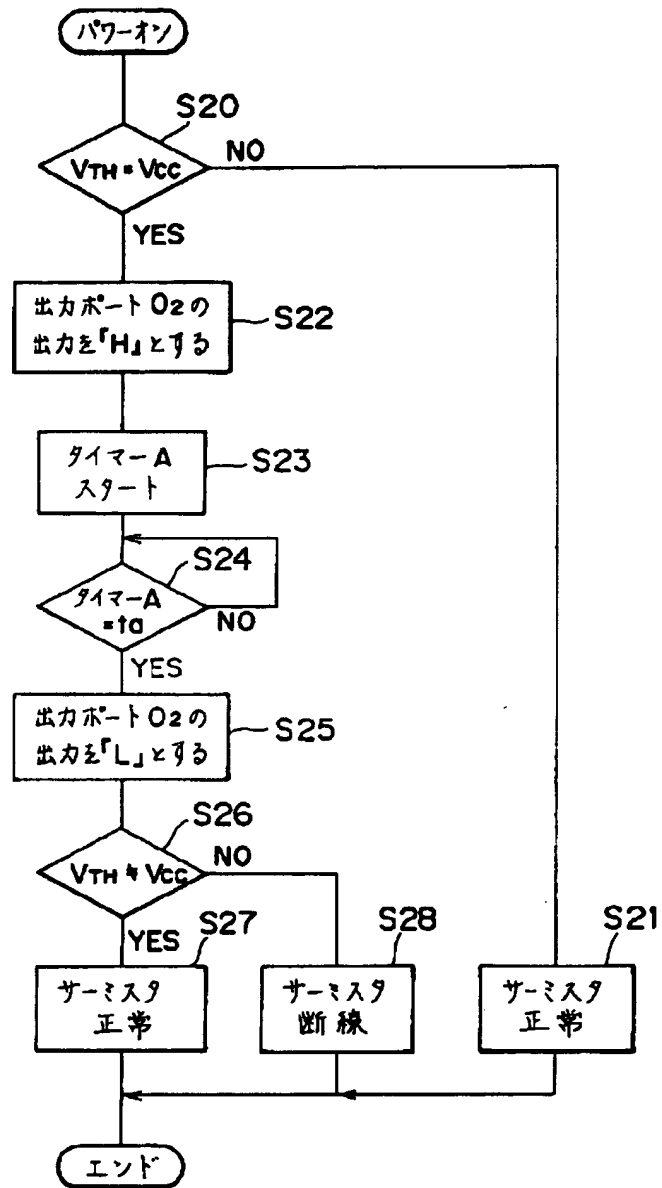 パワーオン
S20
VTH = VCC
NO
YES
出力ポートO2の
出力を『H』とする
S22
タイマーA
スタート
S23
S24
タイマーA
=ta
NO
YES
出力ポートO2の
出力を『L』とする
S25
S26
VTH ≠ VCC
NO
YES
S27
サーミスタ
正常
S28
サーミスタ
断線
S21
サーミスタ
正常
エンド